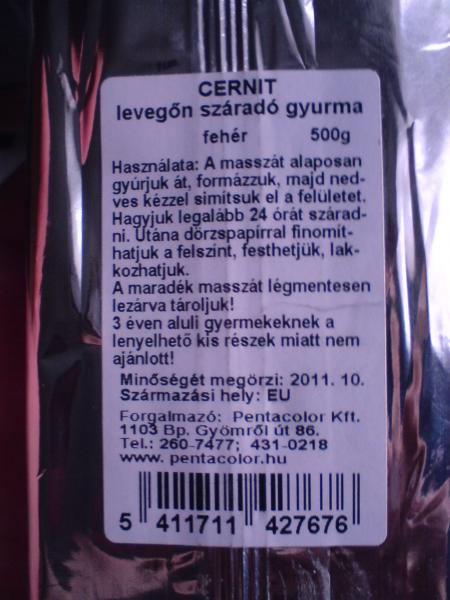 CERNIT
levegőn száradó gyurma
fehér 500g
Használata: A masszát alaposan
gyúrjuk át, formázzuk, majd ned-
ves kézzel simítsuk el a felületet.
Hagyjuk legalább 24 órát szárad-
ni. Utána dörzspapírral finomít-
hatjuk a felszínt, festhetjük, lak-
kozhatjuk.
A maradék masszát légmentesen
lezárva tároljuk!
3 éven aluli gyermekeknek a
lenyelhető kis részek miatt nem
ajánlott!
Minőségét megörzi: 2011. 10.
Származási hely: EU
Forgalmazó: Pentacolor Kft.
1103 Bp. Gyömrői út 86.
Tel.: 260-7477; 431-0218
www. pentacolor.hu
5 411711 427676